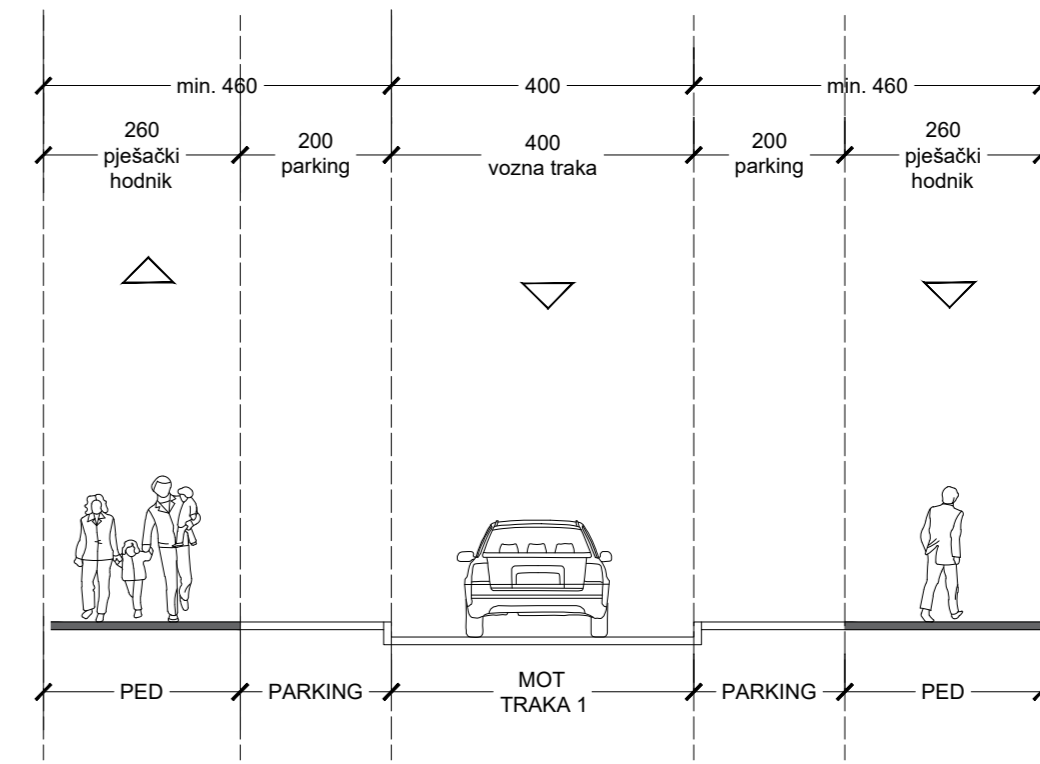 min. 460
400
min. 460
260
pješački
hodnik
200
parking
400
vozna traka
200
parking
260
pješački
hodnik
PED
PARKING
MOT
TRAKA 1
PARKING
PED